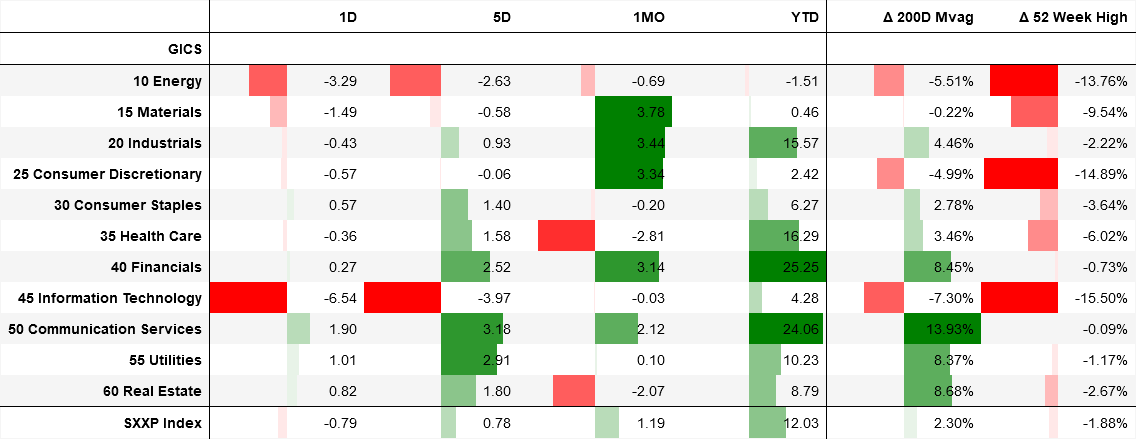 1D 5D 1MO YTD Δ 200D Mvag Δ 52 Week High
GICS
10 Energy -3.29 -2.63 -0.69 -1.51 -5.51% -13.76%
15 Materials -1.49 -0.58 3.78 0.46 -0.22% -9.54%
20 Industrials -0.43 0.93 3.44 15.57 4.46% -2.22%
25 Consumer Discretionary -0.57 -0.06 3.34 2.42 -4.99% -14.89%
30 Consumer Staples 0.57 1.40 -0.20 6.27 2.78% -3.64%
35 Health Care -0.36 1.58 -2.81 16.29 3.46% -6.02%
40 Financials 0.27 2.52 3.14 25.25 8.45% -0.73%
45 Information Technology -6.54 -3.97 -0.03 4.28 -7.30% -15.50%
50 Communication Services 1.90 3.18 2.12 24.06 13.93% -0.09%
55 Utilities 1.01 2.91 0.10 10.23 8.37% -1.17%
60 Real Estate 0.82 1.80 -2.07 8.79 8.68% -2.67%
SXXP Index -0.79 0.78 1.19 12.03 2.30% -1.88%